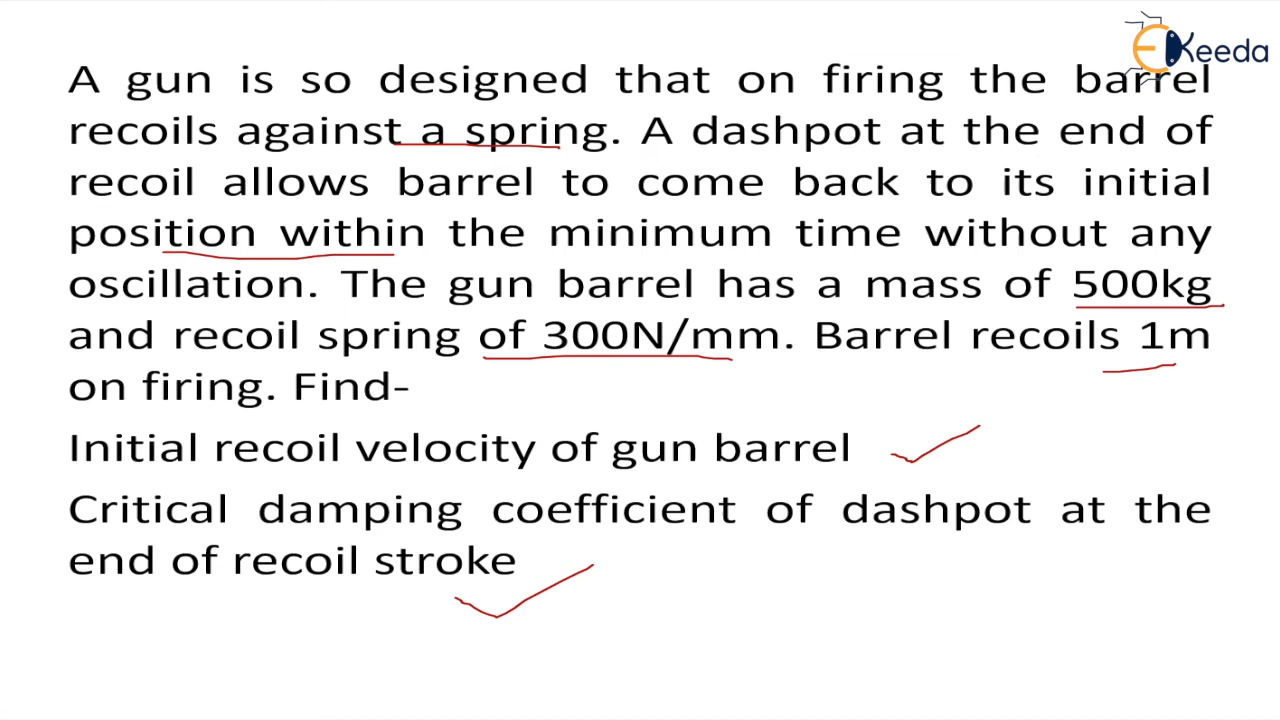 EKeeda
A gun is so designed that on firing the barrel
recoils against a spring. A dashpot at the end of
recoil allows barrel to come back to its initial
position within the minimum time without any
oscillation. The gun barrel has a mass of 500kg
and recoil spring of 300N/mm. Barrel recoils 1m
on firing. Find-
Initial recoil velocity of gun barrel
Critical damping coefficient of dashpot at the
end of recoil stroke